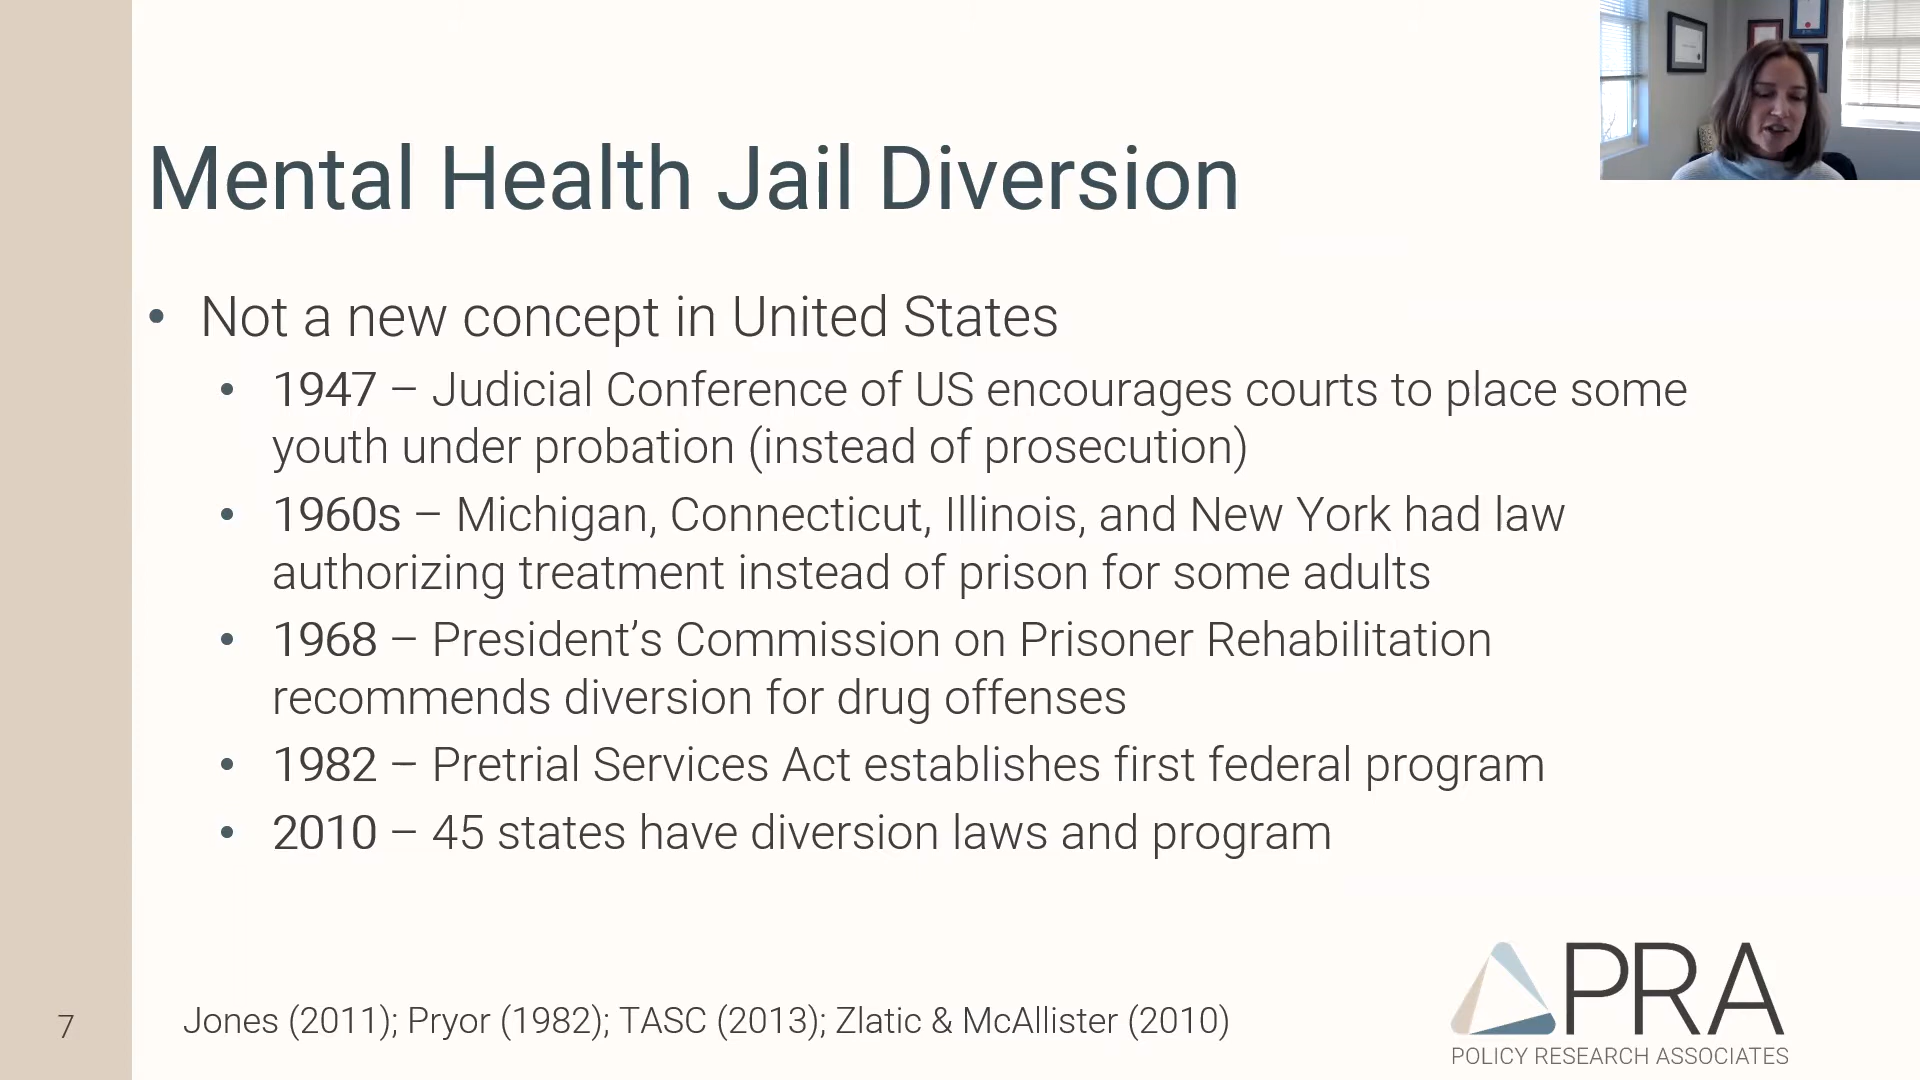 Mental Health Jail Diversion
• Not a new concept in United States
• 1947 – Judicial Conference of US encourages courts to place some
youth under probation (instead of prosecution)
• 1960s – Michigan, Connecticut, Illinois, and New York had law
authorizing treatment instead of prison for some adults
• 1968 – President’s Commission on Prisoner Rehabilitation
recommends diversion for drug offenses
• 1982 – Pretrial Services Act establishes first federal program
• 2010 – 45 states have diversion laws and program
7
Jones (2011); Pryor (1982); TASC (2013); Zlatic & McAllister (2010)
PRA
POLICY RESEARCH ASSOCIATES